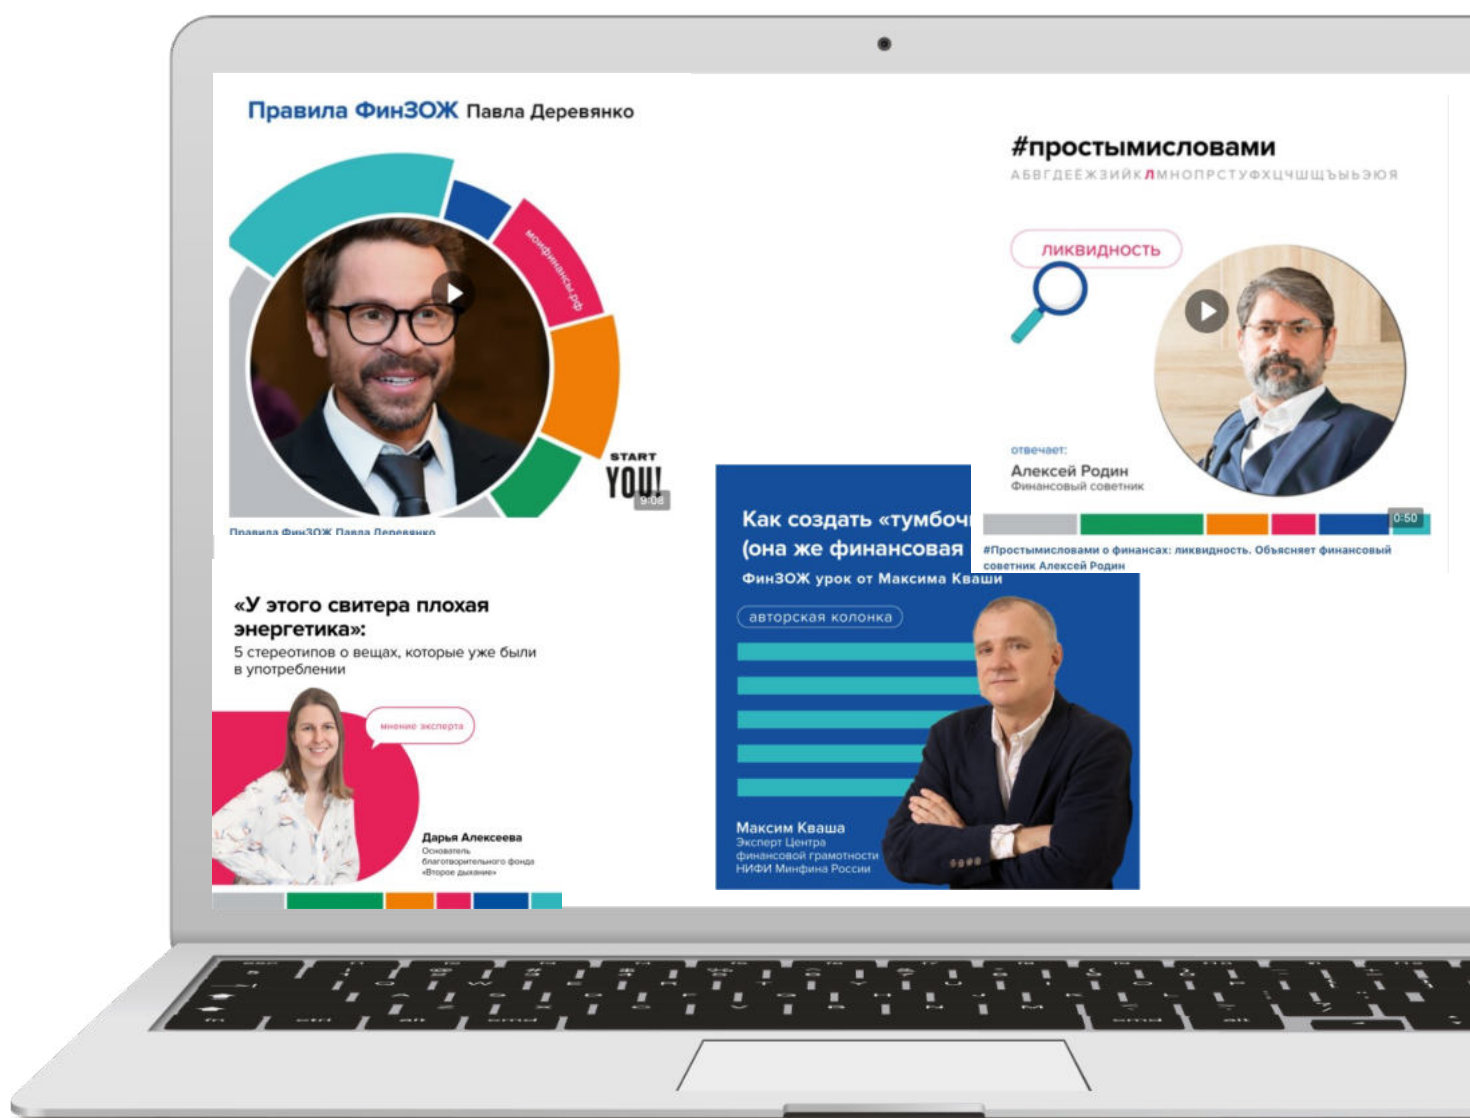 Правила ФинЗОЖ Павла Деревянко
моифинансы.рф
START
YOU!
9:08
Правила ФинЗОЖ Павла Деревянко
#простымисловами
АБВГДЕЁЖЗИЙКЛМНОПРСТУФХЦЧШЩЪЫЬЭЮЯ
ЛИКВИДНОСТЬ
отвечает:
Алексей Родин
Финансовый советник
0:50
#Простымисловами о финансах: ликвидность. Объясняет финансовый
советник Алексей Родин
«У этого свитера плохая
энергетика»:
5 стереотипов о вещах, которые уже были
в употреблении
мнение эксперта
Дарья Алексеева
Основатель
благотворительного фонда
«Второе дыхание»
Как создать
(она же финансовая
ФинЗОЖ урок от Максима Кваши
авторская колонка
Максим Кваша
Эксперт Центра
финансовой грамотности
НИФИ Минфина России